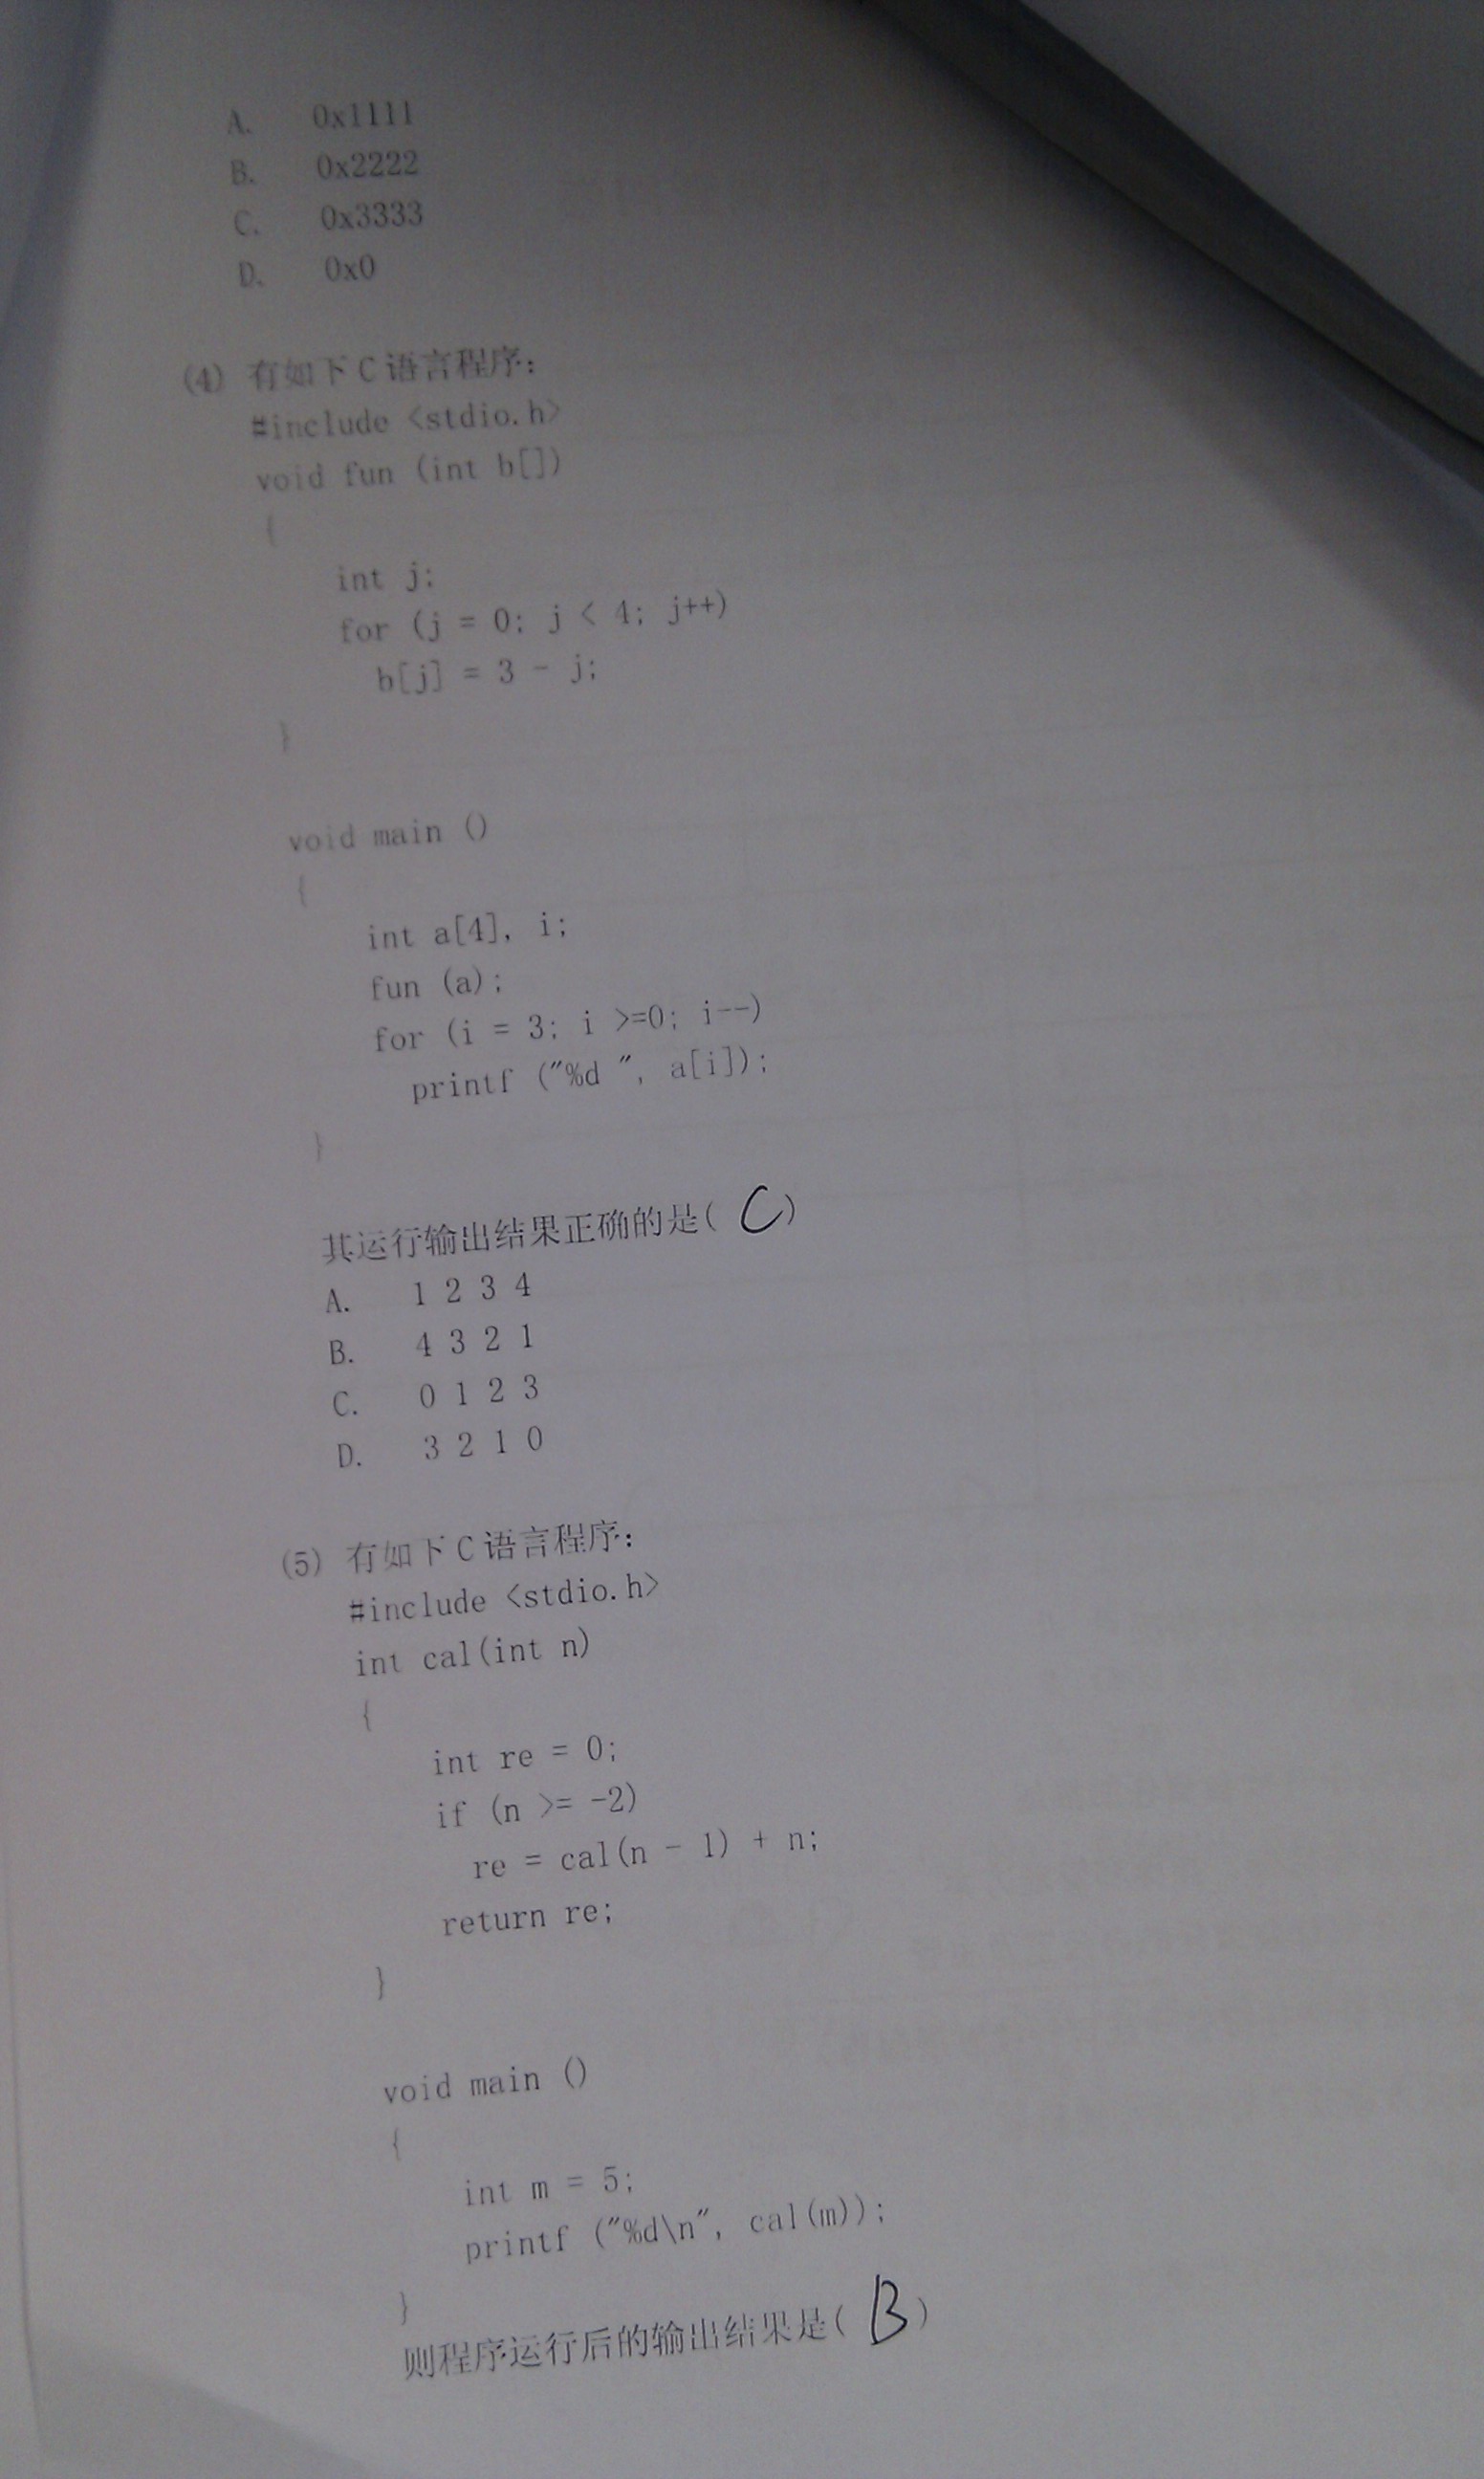 A. 0x1111
B. 0x2222
C. 0x3333
D. 0x0
(4) 有如下C语言程序:
#include <stdio.h>
void fun (int b[])
{
int j;
for (j = 0; j < 4; j++)
b[j] = 3 - j;
}
void main ()
{
int a[4], i;
fun (a);
for (i = 3; i >=0; i--)
printf ("%d ", a[i]);
}
其运行输出结果正确的是( C )
A. 1 2 3 4
B. 4 3 2 1
C. 0 1 2 3
D. 3 2 1 0
(5) 有如下C语言程序:
#include <stdio.h>
int cal(int n)
{
int re = 0;
if (n >= -2)
re = cal(n - 1) + n;
return re;
}
void main ()
{
int m = 5;
printf ("%d\n", cal(m));
}
则程序运行后的输出结果是( B )